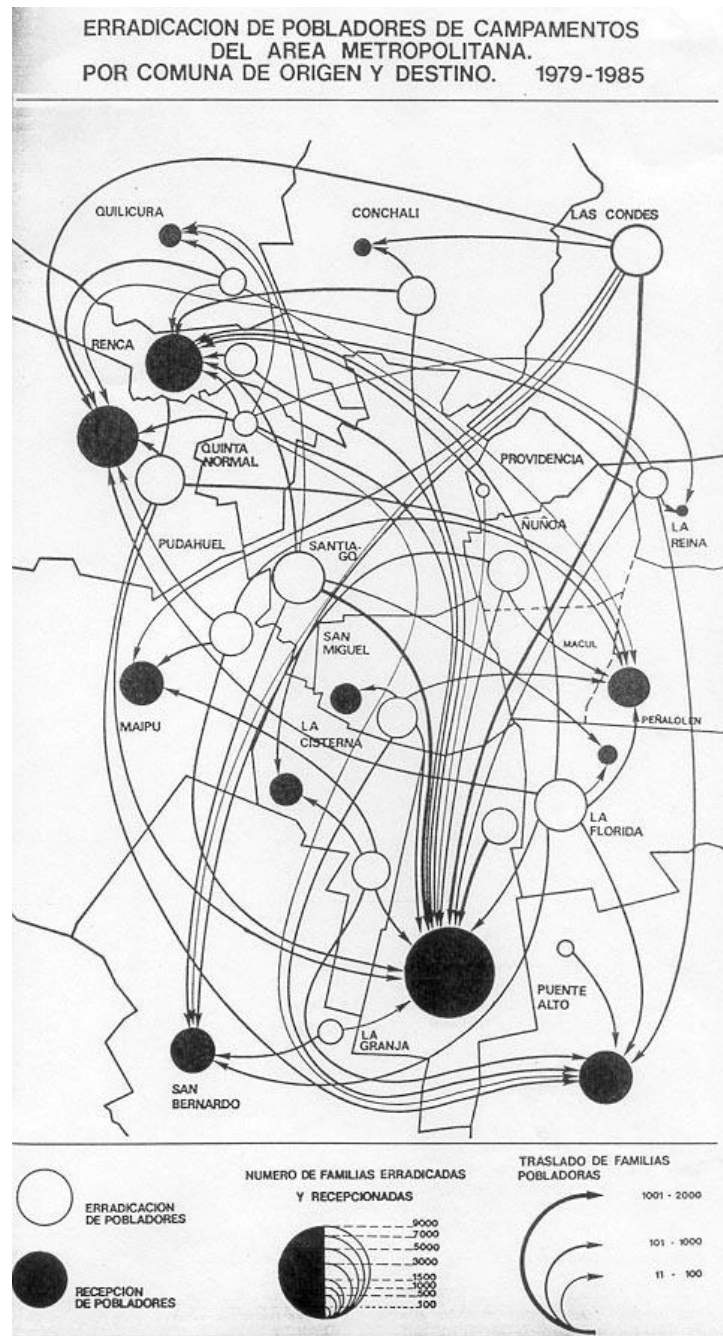 ERRADICACION DE POBLADORES DE CAMPAMENTOS
DEL AREA METROPOLITANA.
POR COMUNA DE ORIGEN Y DESTINO. 1979-1985
QUILICURA
CONCHALI
LAS CONDES
RENCA
QUINTA
NORMAL
PROVIDENCIA
ÑUÑOA
LA
REINA
PUDAHUEL
SANTIA-
GO
SAN
MIGUEL
MACUL
MAIPU
LA
CISTERNA
PEÑALOLEN
LA
FLORIDA
PUENTE
ALTO
LA
GRANJA
SAN
BERNARDO
ERRADICACIÓN
DE POBLADORES
RECEPCIÓN
DE POBLADORES
NUMERO DE FAMILIAS ERRADICADAS
Y RECEPCIONADAS
9000
7000
5000
3000
1500
1000
500
300
TRASLADO DE FAMILIAS
POBLADORAS
1001 - 2000
101 - 1000
11 - 100